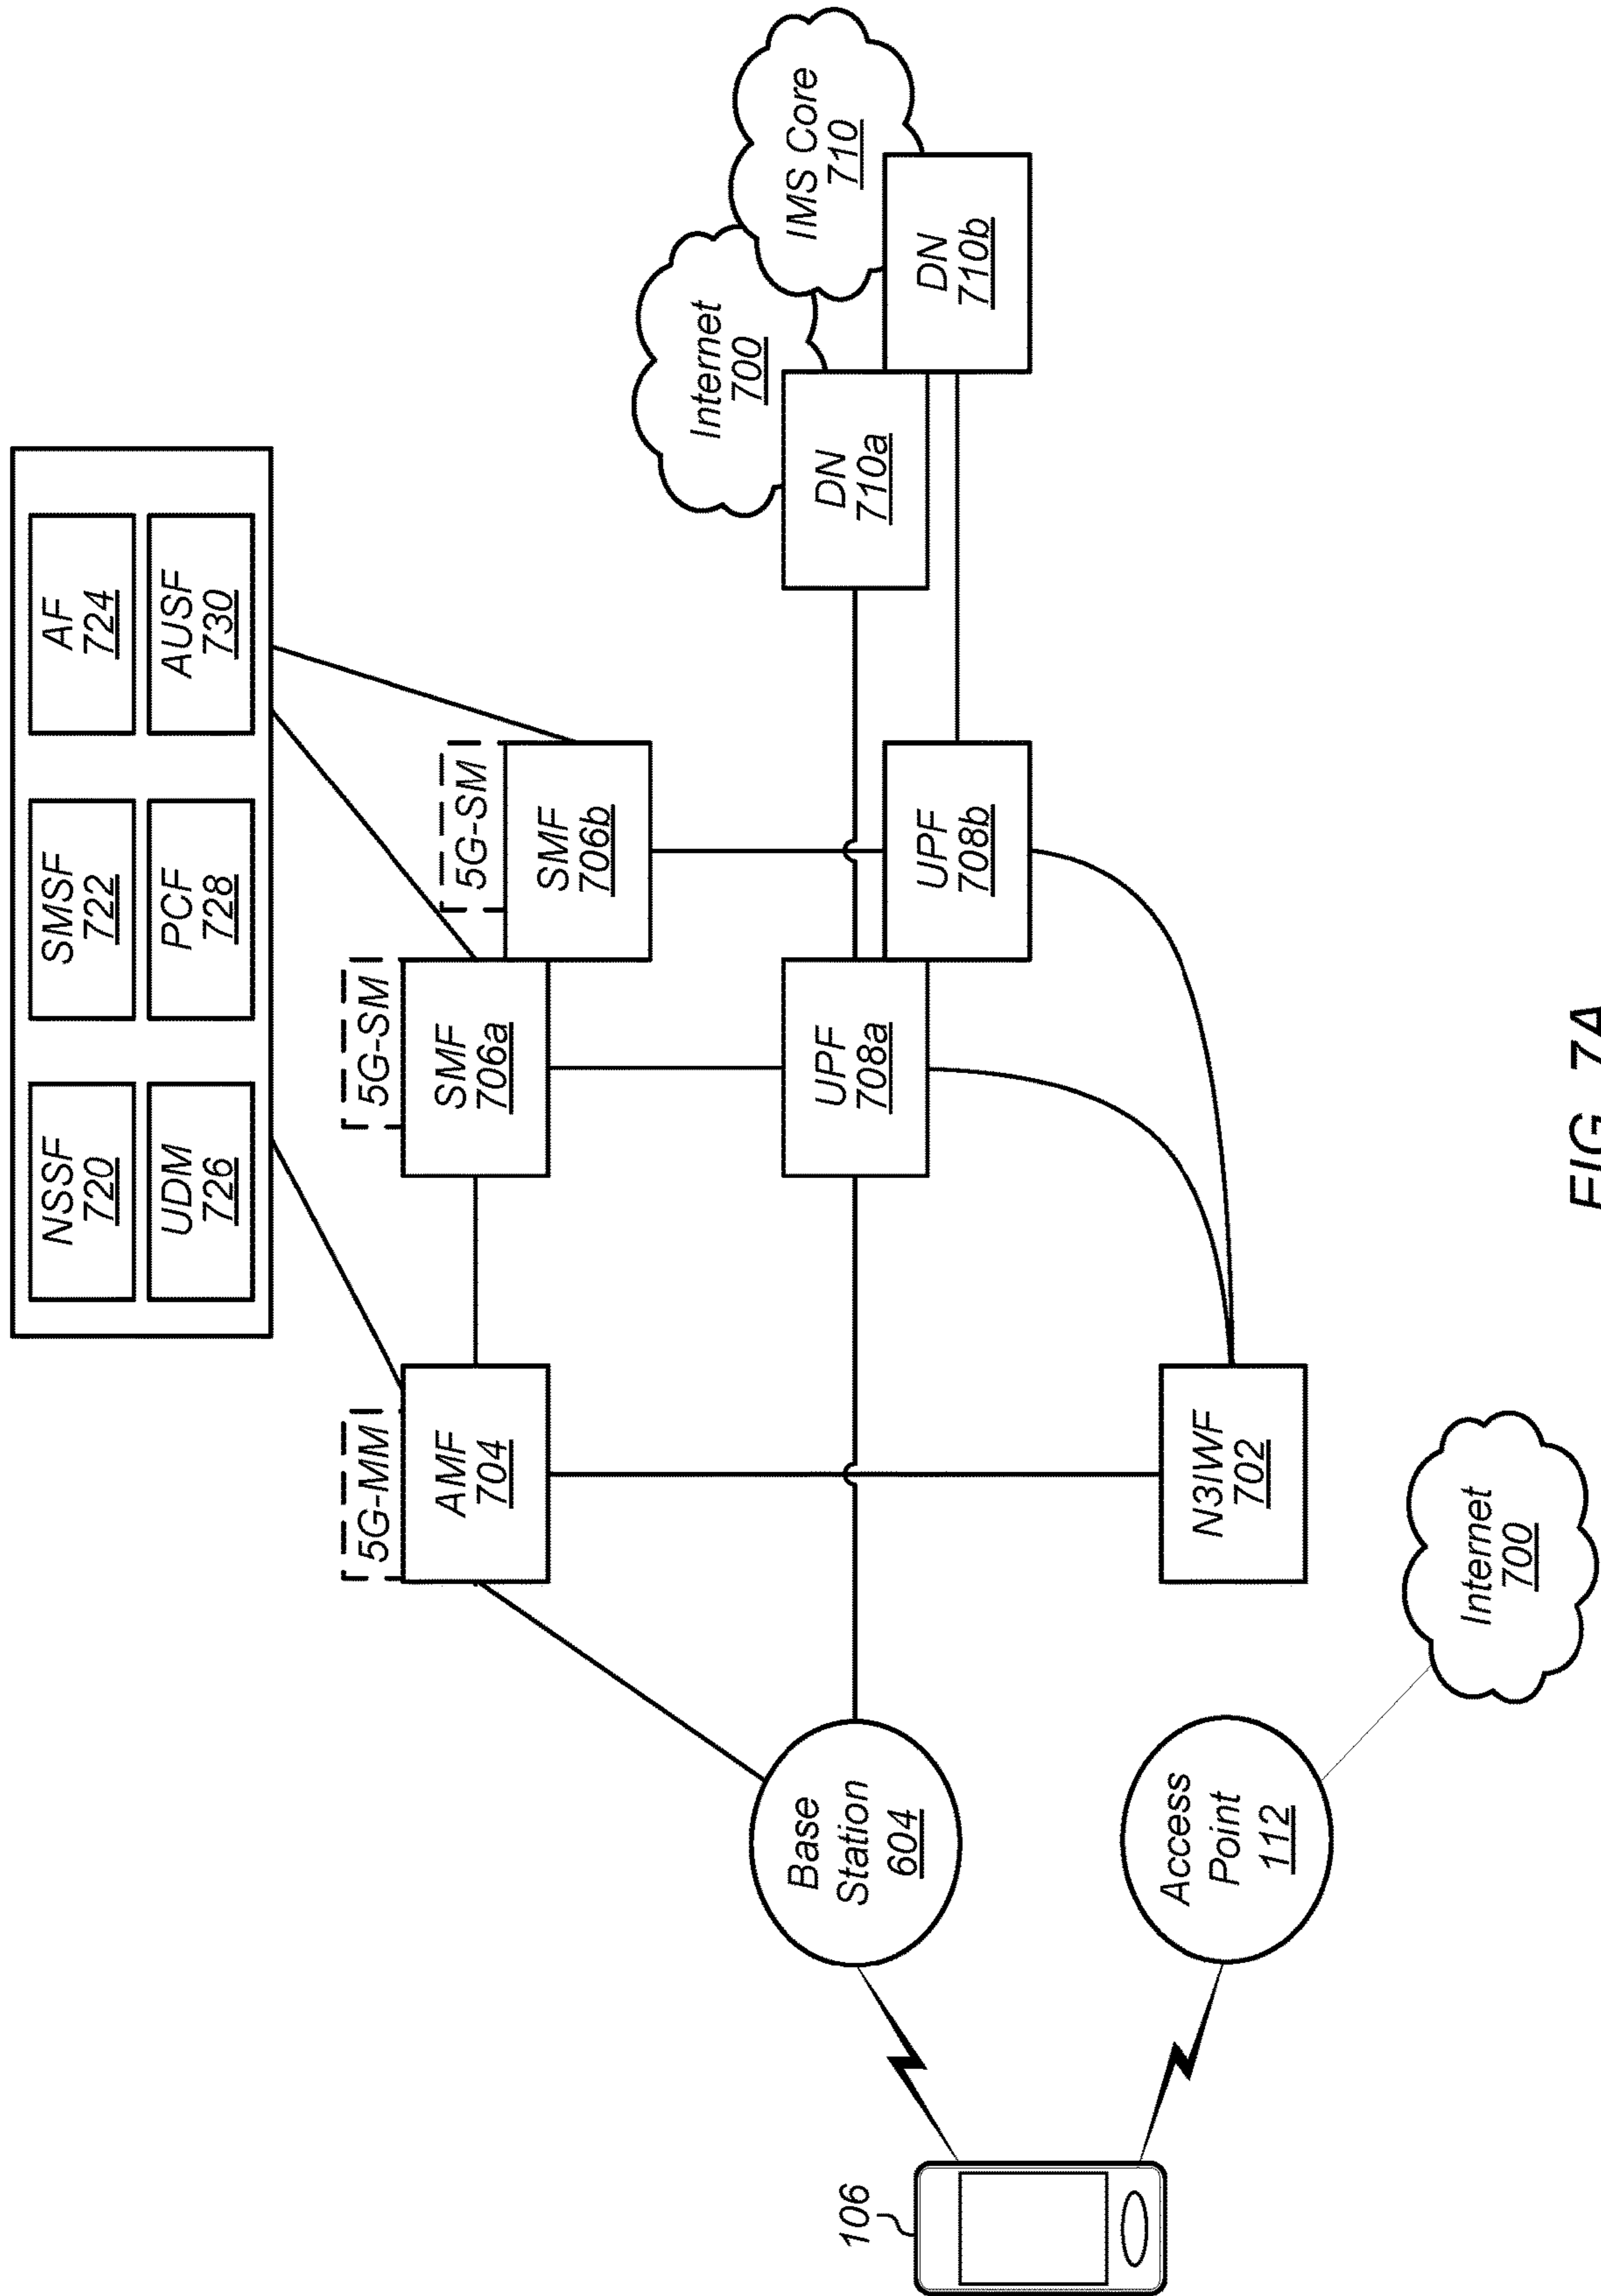 NSSF
720
SMSF
722
AF
724
UDM
726
PCF
728
AUSF
730
5G-MM
AMF
704
5G-SM
SMF
706a
5G-SM
SMF
706b
Internet
700
IMS Core
710
106
Base
Station
604
UPF
708a
UPF
708b
DN
710a
DN
710b
Access
Point
112
N3IWF
702
Internet
700
FIG. 7A